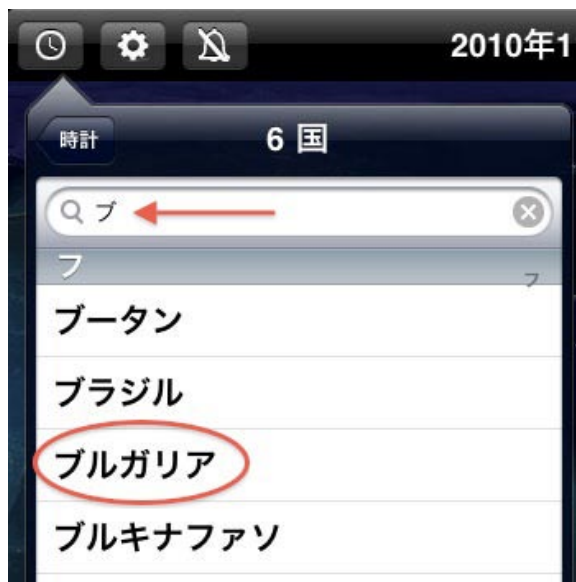 2010年1
時計
6 国
ブ
フ
フ
ブータン
ブラジル
ブルガリア
ブルキナファソ